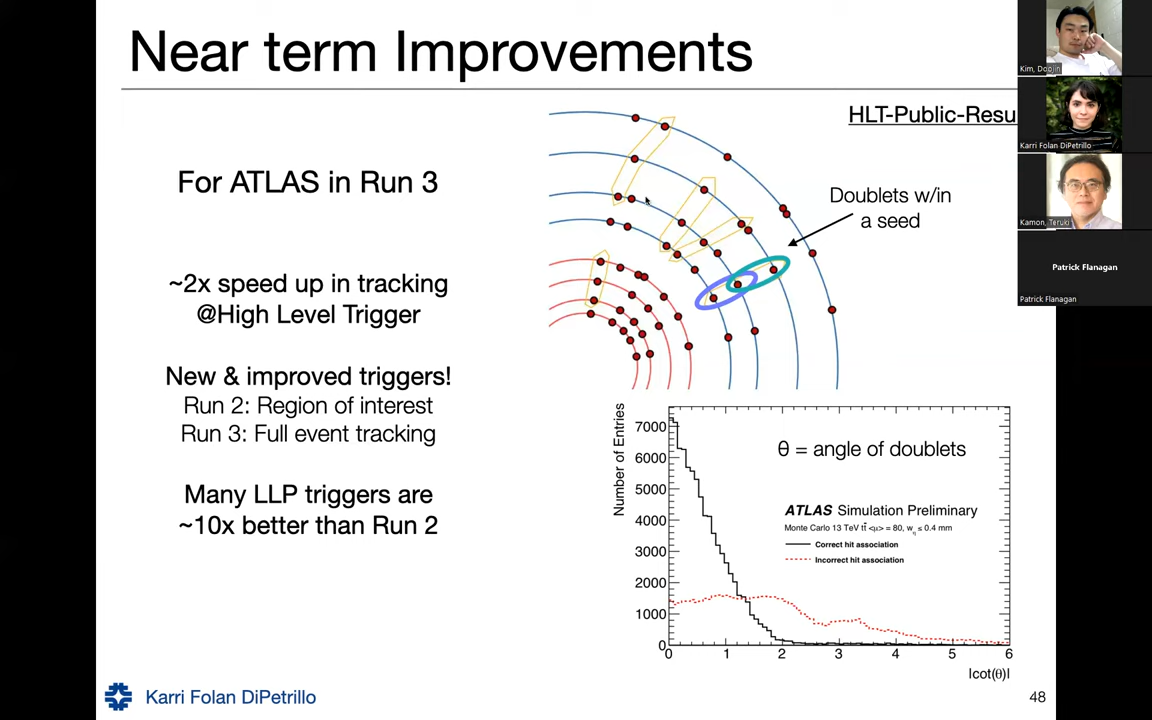 Near term Improvements
HLT-Public-Resu
For ATLAS in Run 3
~2x speed up in tracking
@High Level Trigger
New & improved triggers!
Run 2: Region of interest
Run 3: Full event tracking
Many LLP triggers are
~10x better than Run 2
Doublets w/in
a seed
Number of Entries
7000
6000
5000
4000
3000
2000
1000
0
0 1 2 3 4 5 6
|cot(θ)|
θ = angle of doublets
ATLAS Simulation Preliminary
Monte Carlo 13 TeV tt̄ <μ> = 80, wη ≤ 0.4 mm
Correct hit association
Incorrect hit association
Karri Folan DiPetrillo
48
Kim, Doojin
Karri Folan DiPetrillo
Kamon, Teruki
Patrick Flanagan
Patrick Flanagan